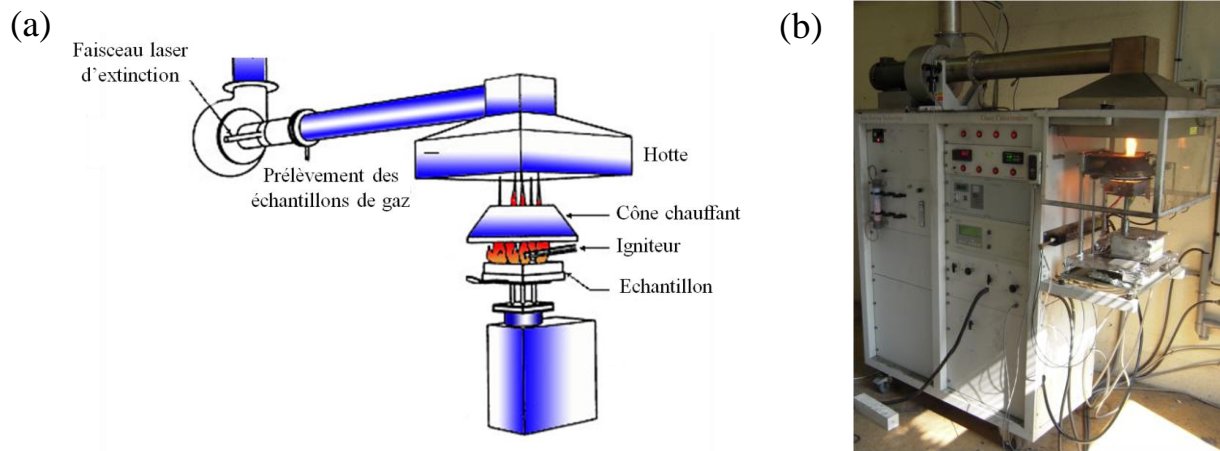 (a)
Faisceau laser
d’extinction
Prélèvement des
échantillons de gaz
Hotte
Cône chauffant
Igniteur
Echantillon
(b)